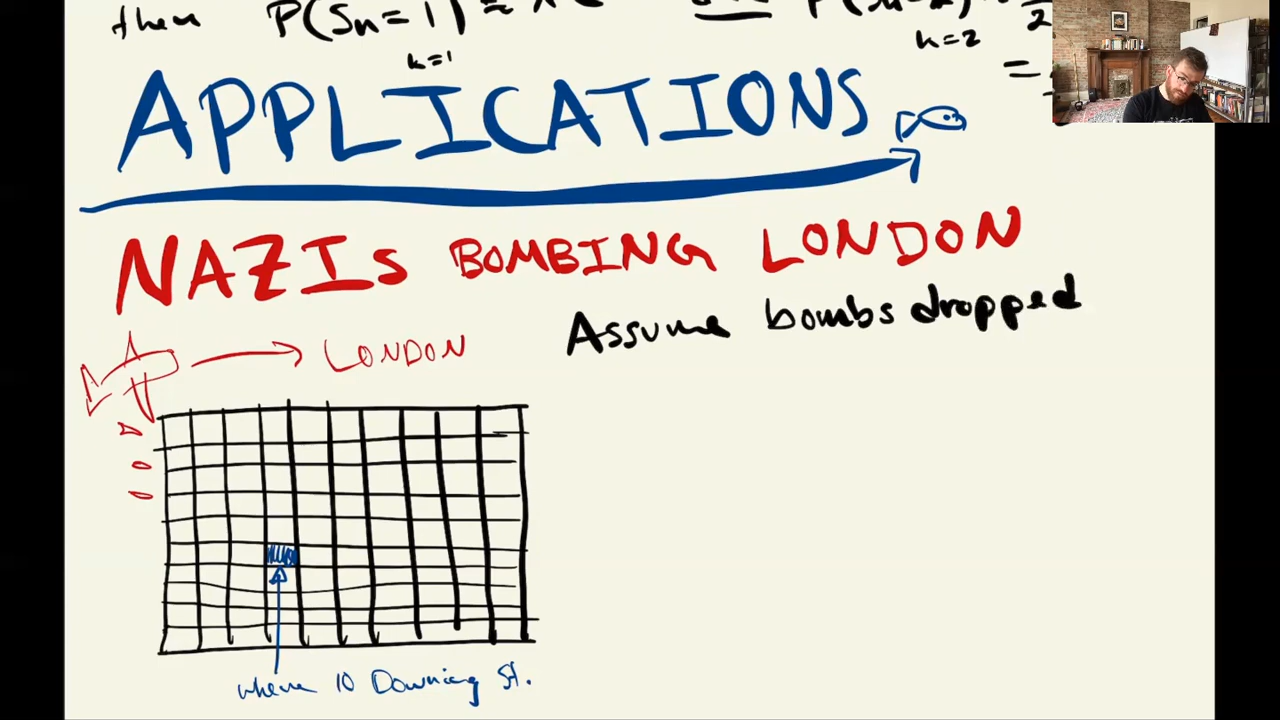 then P(Sn=1) ≈
k=1
k=2
=
APPLICATIONS
NAZIs BOMBING LONDON
Assume bombs dropped
LONDON
where 10 Downing St.